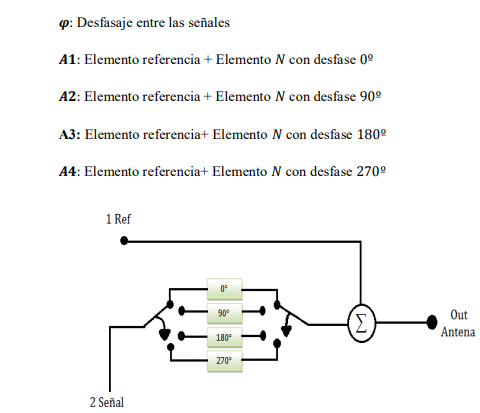 φ: Desfasaje entre las señales
A1: Elemento referencia + Elemento N con desfase 0º
A2: Elemento referencia + Elemento N con desfase 90º
A3: Elemento referencia+ Elemento N con desfase 180º
A4: Elemento referencia+ Elemento N con desfase 270º
1 Ref
0°
90°
180°
270°
∑
Out
Antena
2 Señal